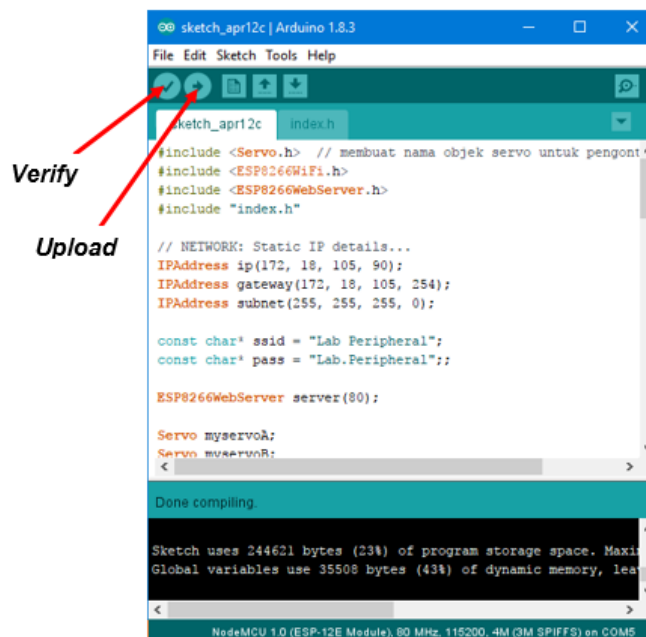 sketch_apr12c | Arduino 1.8.3
File Edit Sketch Tools Help
sketch_apr12c index.h
Verify
Upload
#include <Servo.h> // membuat nama objek servo untuk pengont
#include <ESP8266WiFi.h>
#include <ESP8266WebServer.h>
#include "index.h"
// NETWORK: Static IP details...
IPAddress ip(172, 18, 105, 90);
IPAddress gateway(172, 18, 105, 254);
IPAddress subnet(255, 255, 255, 0);
const char* ssid = "Lab Peripheral";
const char* pass = "Lab.Peripheral";;
ESP8266WebServer server(80);
Servo myservoA;
Servo myservoB;
Done compiling.
Sketch uses 244621 bytes (23%) of program storage space. Maxi
Global variables use 35508 bytes (43%) of dynamic memory, lea
NodeMCU 1.0 (ESP-12E Module), 80 MHz, 115200, 4M (3M SPIFFS) on COM5